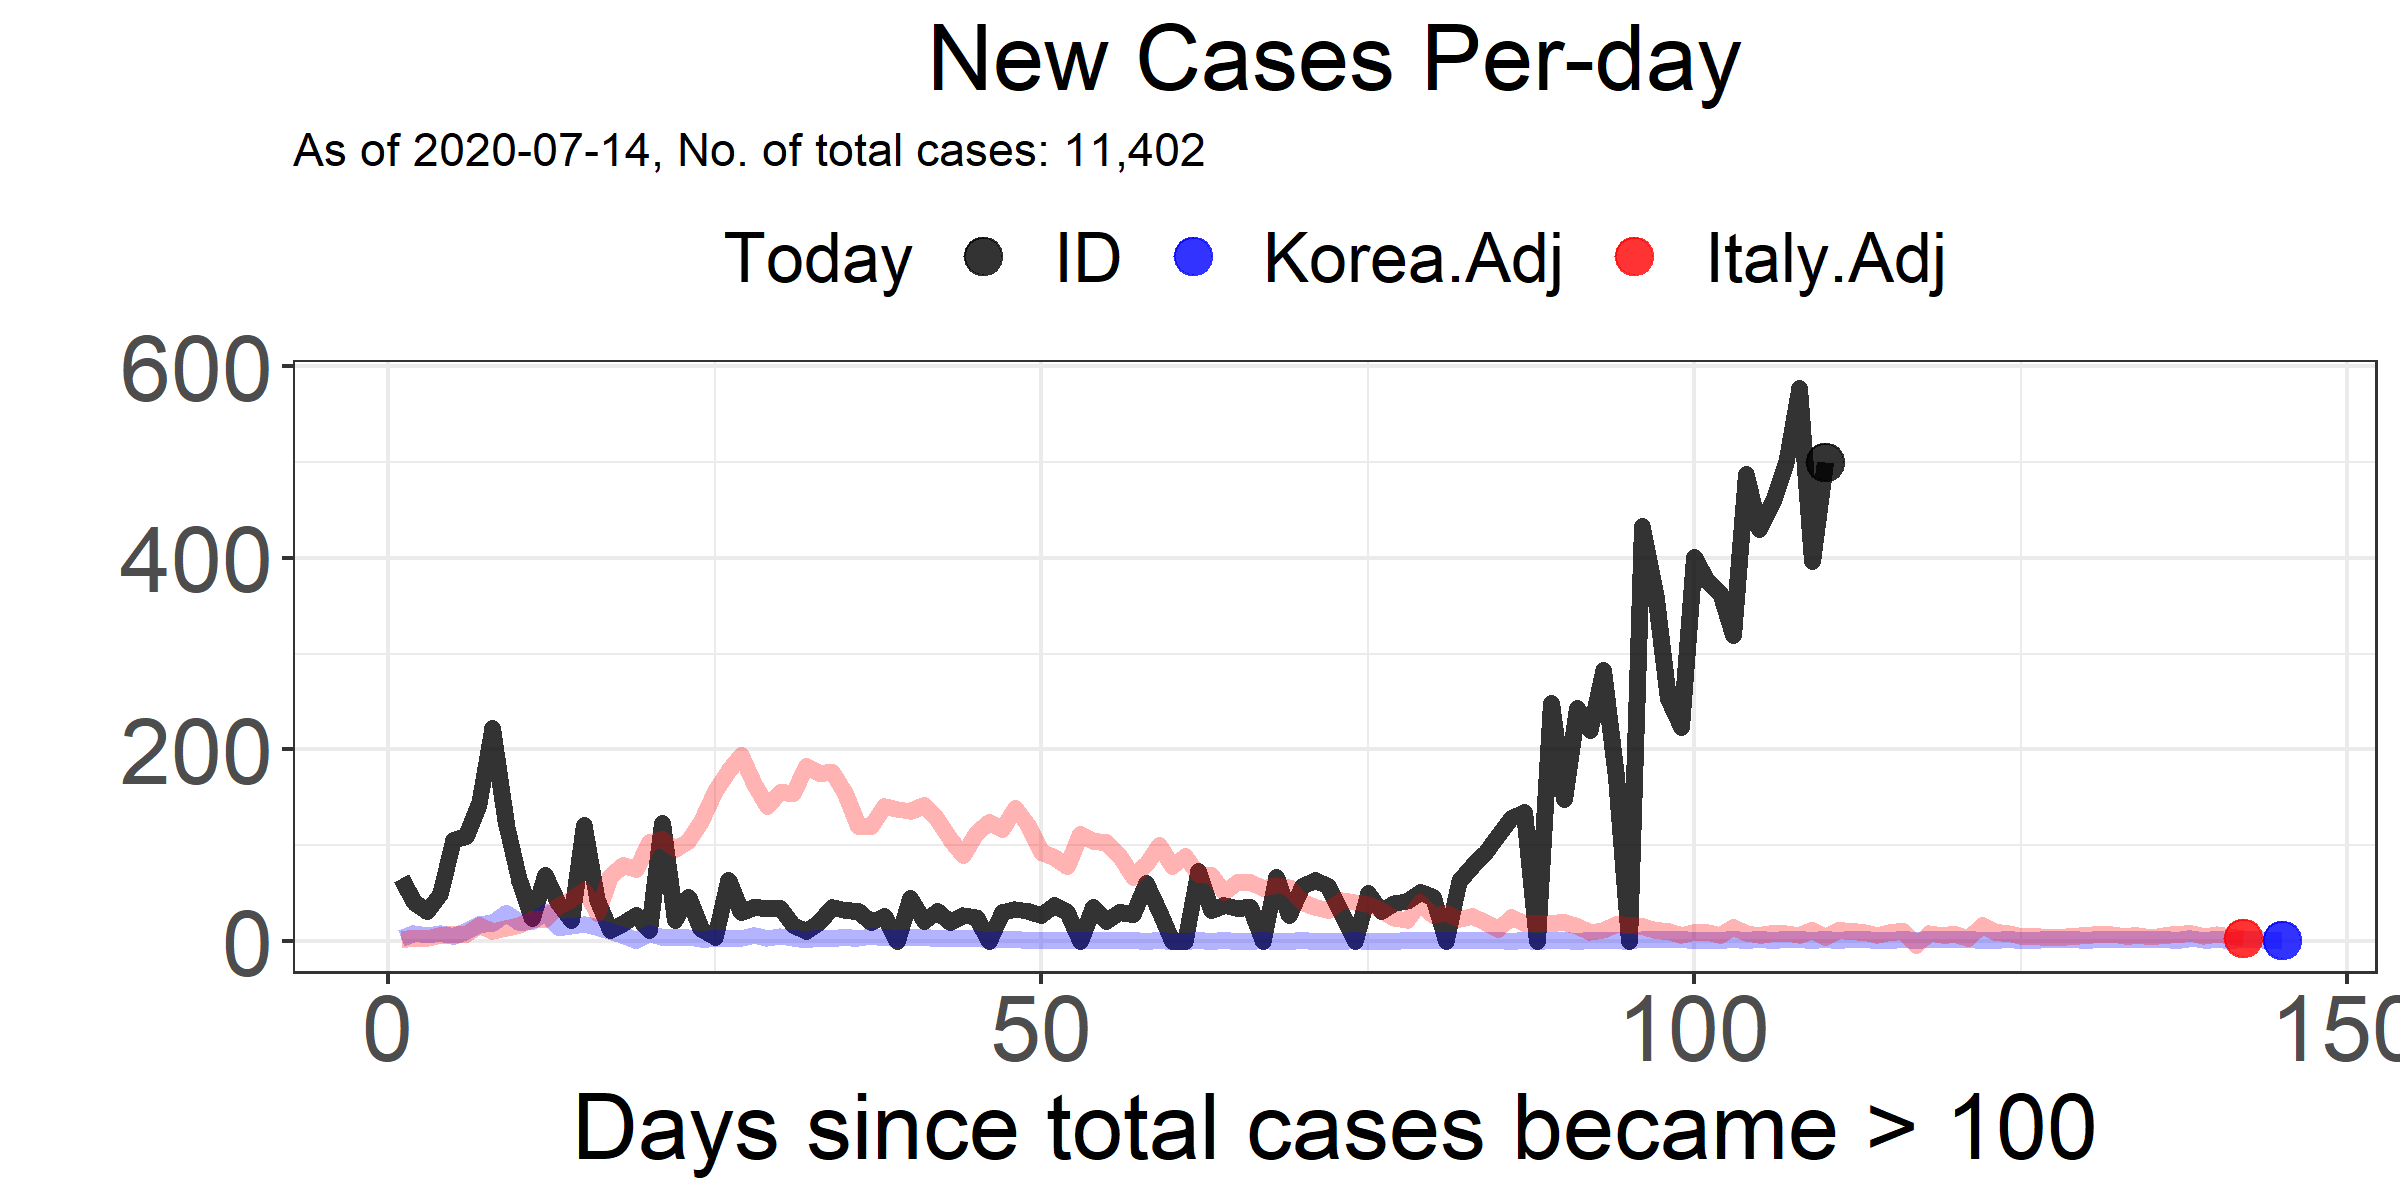 New Cases Per-day
As of 2020-07-14, No. of total cases: 11,402
Today ID Korea.Adj Italy.Adj
600
400
200
0
0 50 100 150
Days since total cases became > 100